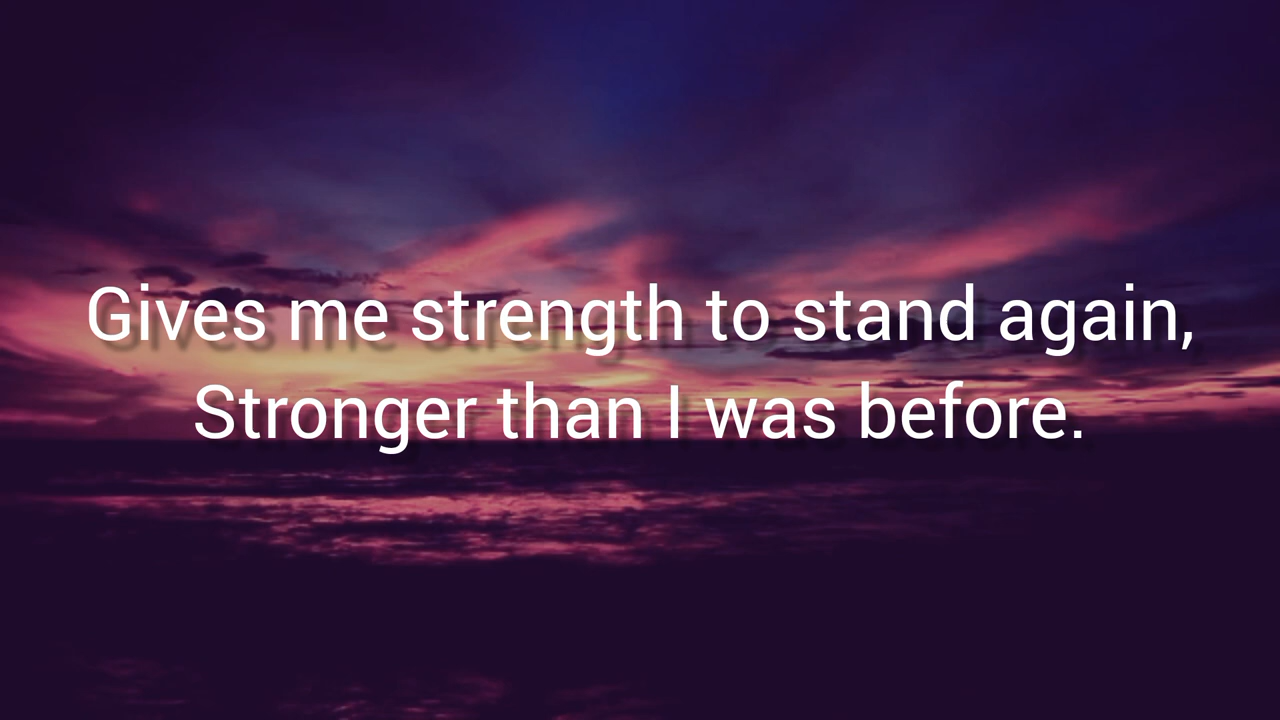 Gives me strength to stand again,
Stronger than I was before.